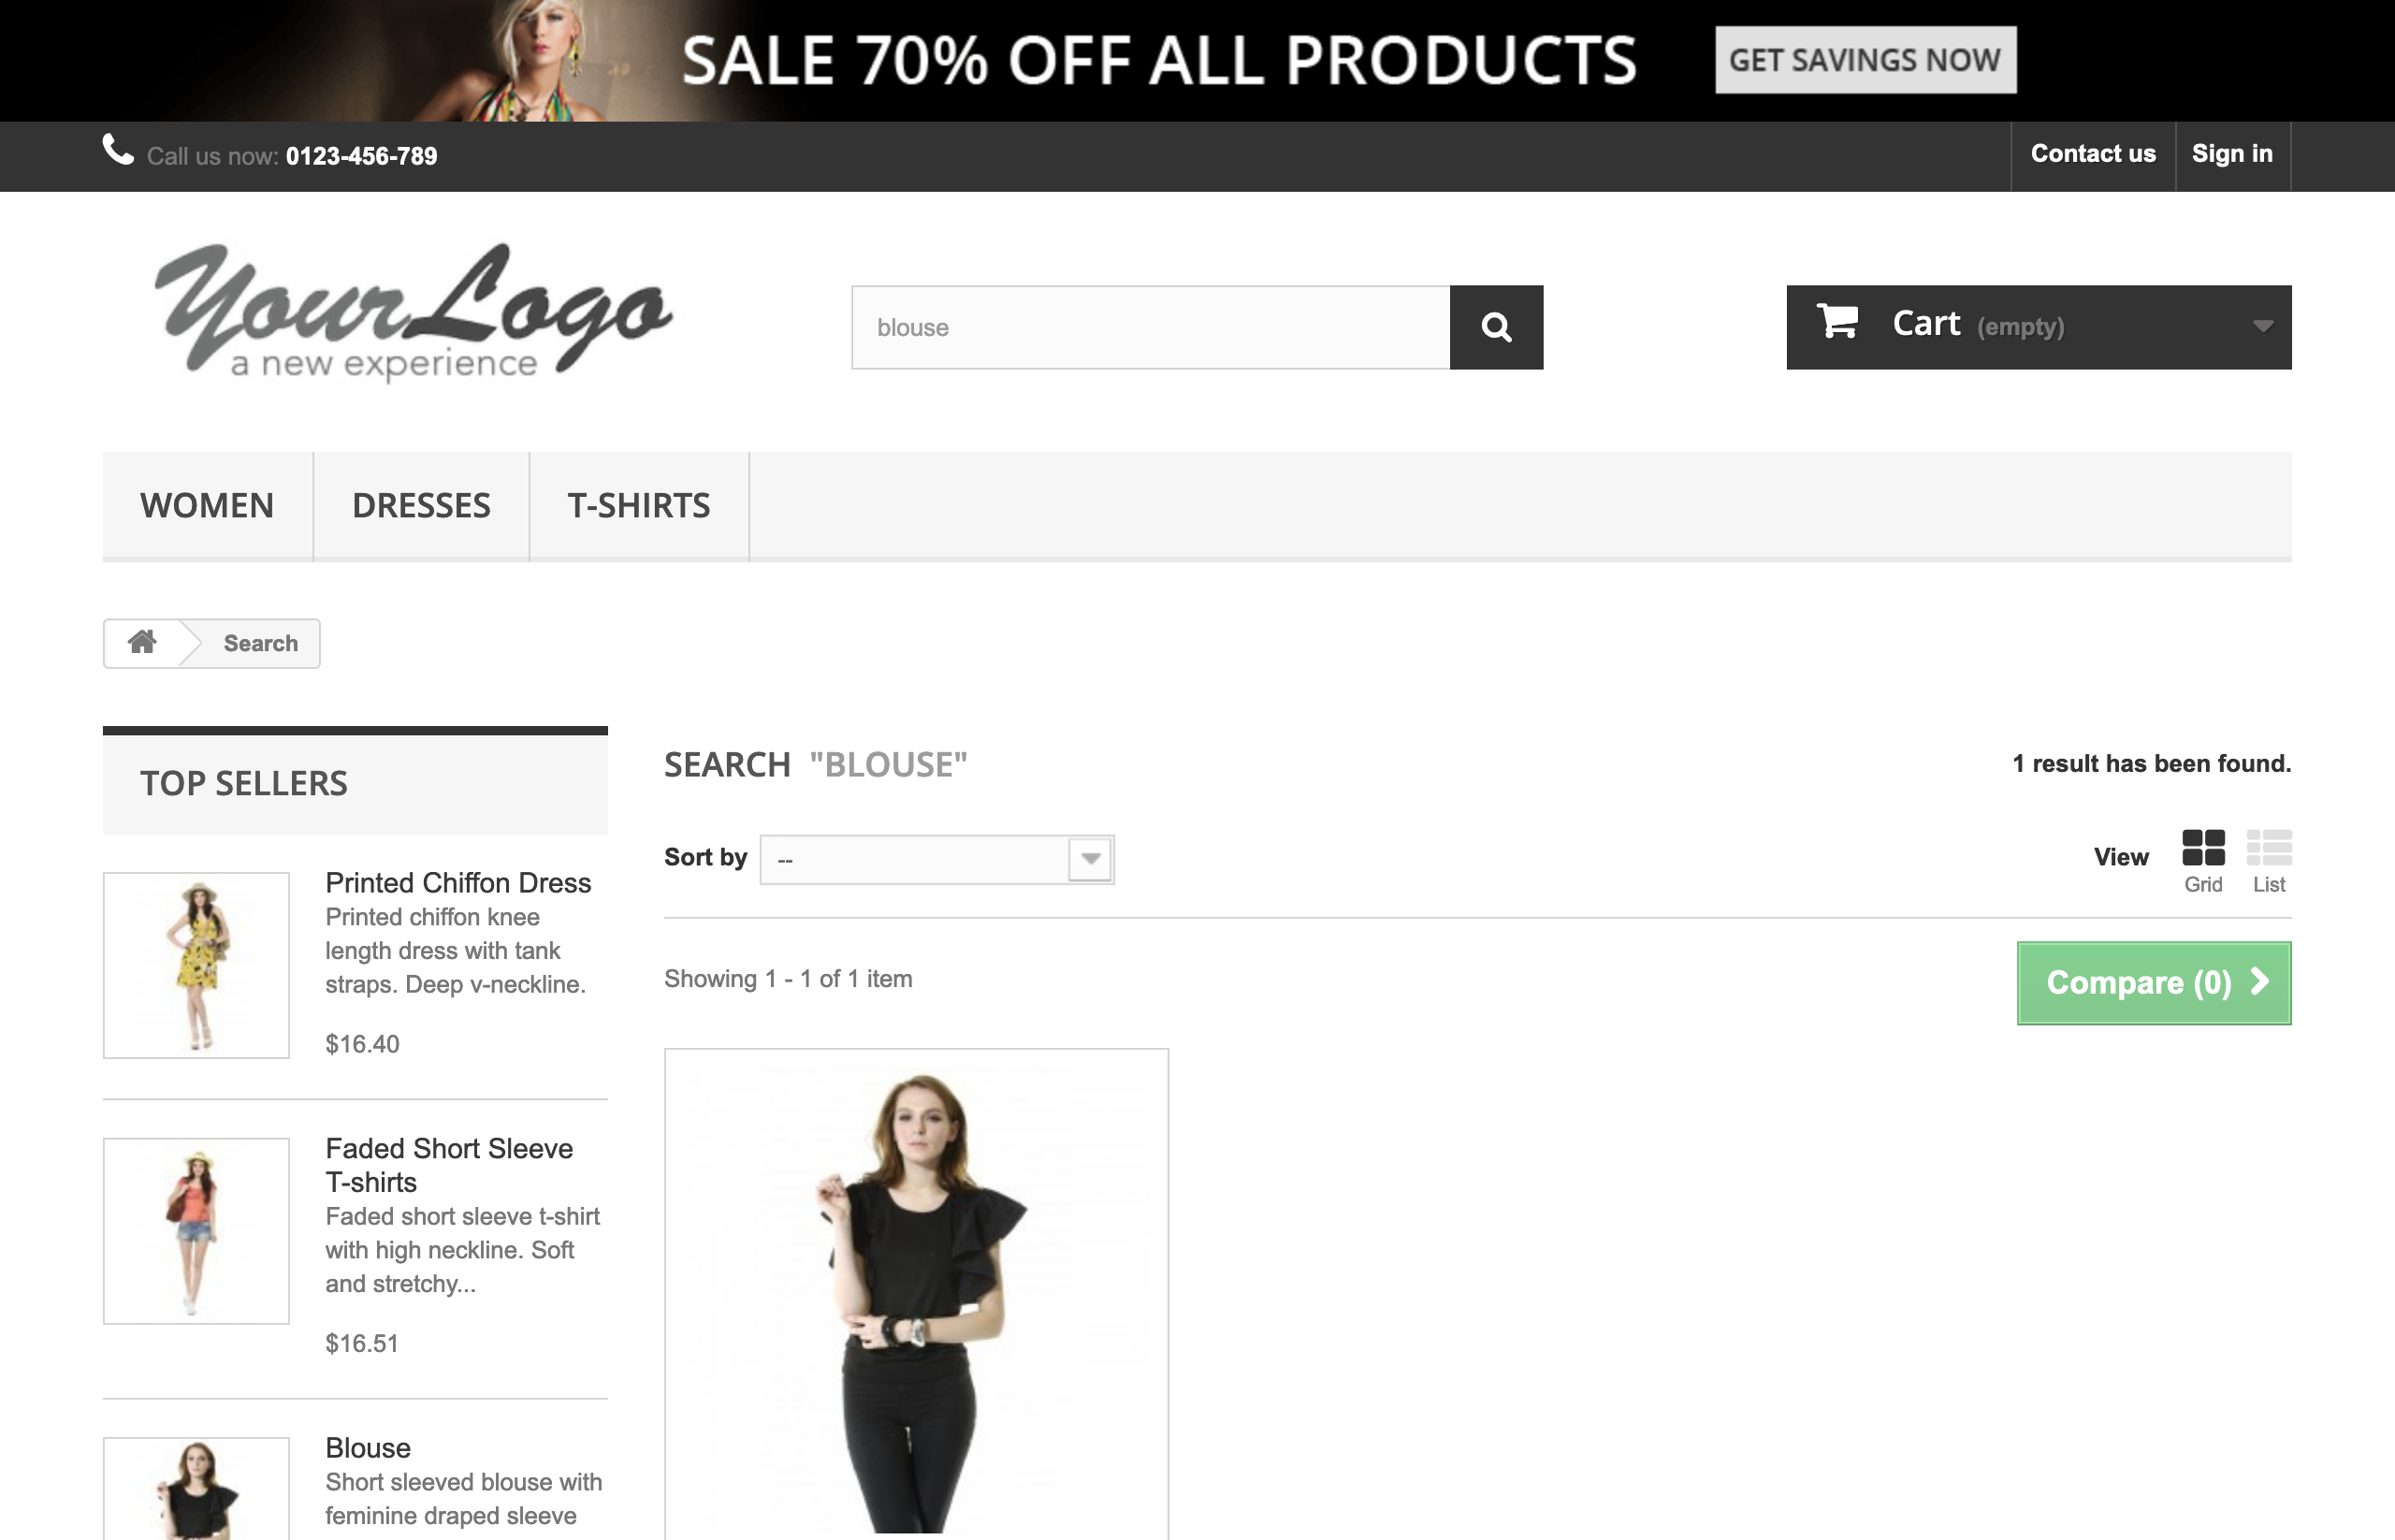 SALE 70% OFF ALL PRODUCTS
GET SAVINGS NOW
Call us now: 0123-456-789
Contact us
Sign in
Your Logo
a new experience
blouse
Cart (empty)
WOMEN
DRESSES
T-SHIRTS
Search
TOP SELLERS
Printed Chiffon Dress
Printed chiffon knee
length dress with tank
straps. Deep v-neckline.
$16.40
Faded Short Sleeve
T-shirts
Faded short sleeve t-shirt
with high neckline. Soft
and stretchy...
$16.51
Blouse
Short sleeved blouse with
feminine draped sleeve
SEARCH "BLOUSE"
1 result has been found.
Sort by --
View
Grid
List
Showing 1 - 1 of 1 item
Compare (0)